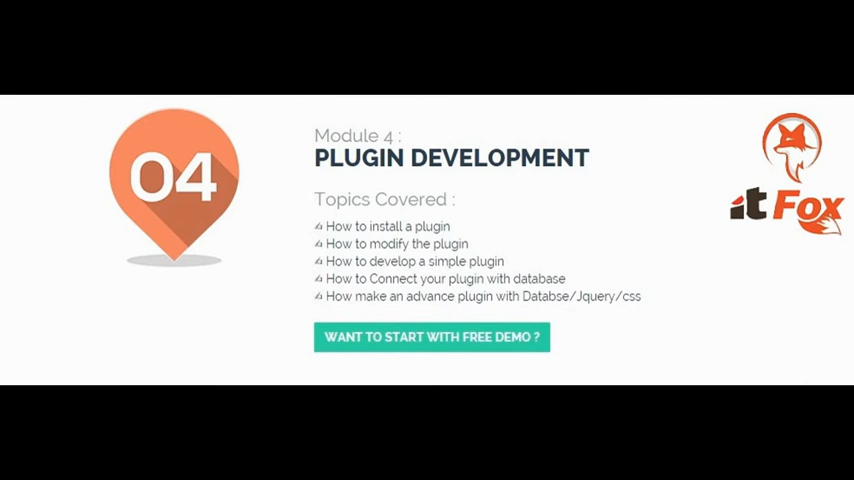 04
Module 4 :
PLUGIN DEVELOPMENT
Topics Covered :
How to install a plugin
How to modify the plugin
How to develop a simple plugin
How to Connect your plugin with database
How make an advance plugin with Databse/Jquery/css
WANT TO START WITH FREE DEMO ?
it Fox